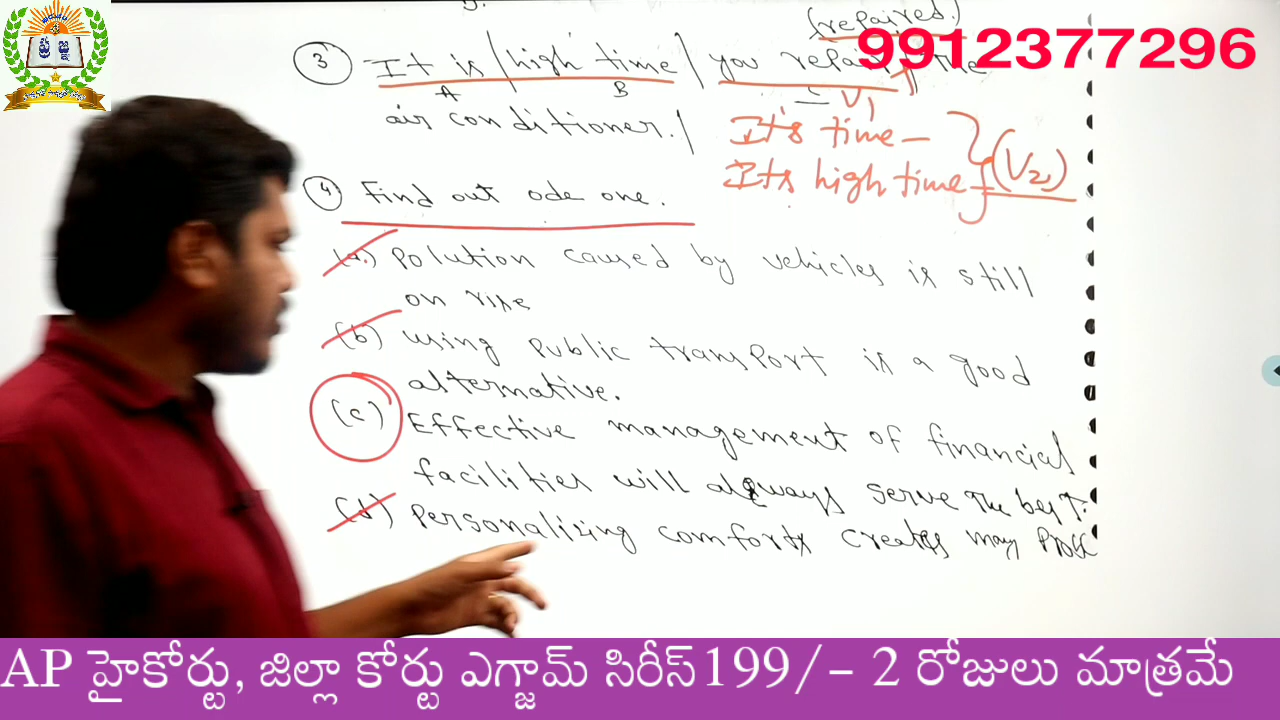 (repaired.)
9912377296
③ It is / high time / you repair / the
A B V₁
air conditioner. /
It's time –
Its high time – (V₂)
④ Find out ode one.
(a.) Polution caused by vehicles is still
on rise
(b) using public transport is a good
alternative.
(c) Effective management of financial
facilities will always serve the best.
(d) Personalizing comforts creates may
AP హైకోర్టు, జిల్లా కోర్టు ఎగ్జామ్ సిరీస్ 199/- 2 రోజులు మాత్రమే